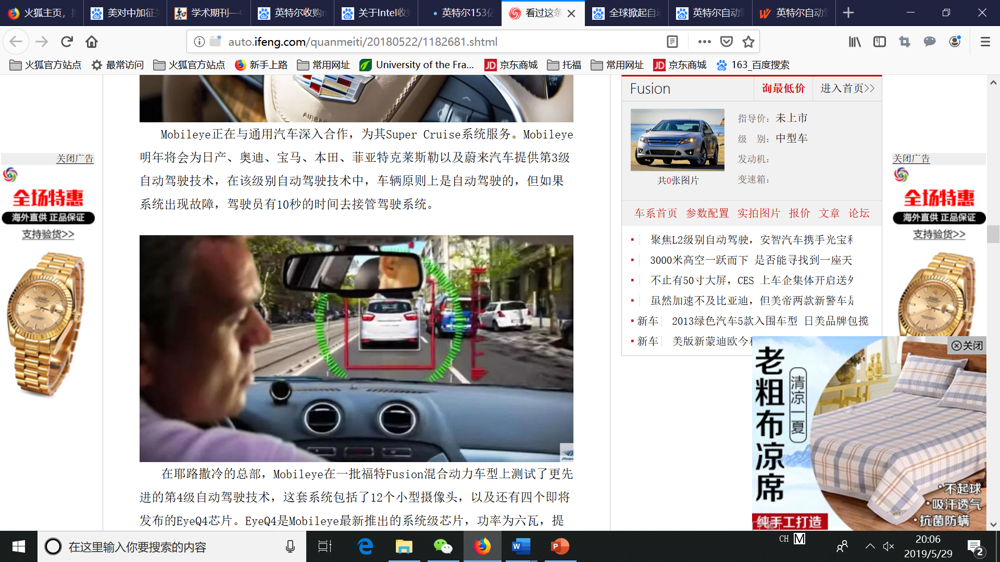 火狐主页，推
美对中加征关
学术期刊—中
英特尔收购m
关于Intel收购
英特尔153亿
看过这条
全球掀起自动
英特尔自动驾
英特尔自动驾
auto.ifeng.com/quanmeiti/20180522/1182681.shtml
火狐官方站点
最常访问
火狐官方站点
新手上路
常用网址
University of the Fra...
JD 京东商城
托福
常用网址
JD 京东商城
163_百度搜索
关闭广告
全场特惠
海外直供 正品保证
支持验货>>
AIRBAG
Mobileye正在与通用汽车深入合作，为其Super Cruise系统服务。Mobileye
明年将会为日产、奥迪、宝马、本田、菲亚特克莱斯勒以及蔚来汽车提供第3级
自动驾驶技术，在该级别自动驾驶技术中，车辆原则上是自动驾驶的，但如果
系统出现故障，驾驶员有10秒的时间去接管驾驶系统。
在耶路撒冷的总部，Mobileye在一批福特Fusion混合动力车型上测试了更先
进的第4级自动驾驶技术，这套系统包括了12个小型摄像头，以及还有四个即将
发布的EyeQ4芯片。EyeQ4是Mobileye最新推出的系统级芯片，功率为六瓦，提
Fusion 询最低价 进入首页>>
指导价：未上市
级 别：中型车
发动机：
变速箱：
共0张图片
车系首页 参数配置 实拍图片 报价 文章 论坛
聚焦L2级别自动驾驶，安智汽车携手光宝科
3000米高空一跃而下 是否能寻找到一座天
不止有50寸大屏，CES 上车企集体开启送外
虽然加速不及比亚迪，但美帝两款新警车是
新车 2013绿色汽车5款入围车型 日美品牌包揽
新车 美版新蒙迪欧今秋
关闭广告
全场特惠
海外直供 正品保证
支持验货>>
关闭
老粗布凉席
清凉一夏
·不起球
·吸汗透气
·抗菌防螨
纯手工打造
在这里输入你要搜索的内容
CH M
20:06
2019/5/29
2